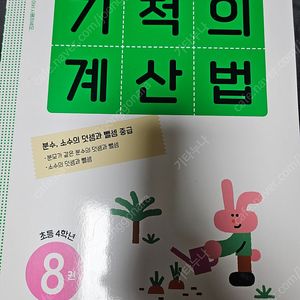 기적의
계산법
분수, 소수의 덧셈과 뺄셈 중급
- 분모가 같은 분수의 덧셈과 뺄셈
- 소수의 덧셈과 뺄셈
초등 4학년
8권